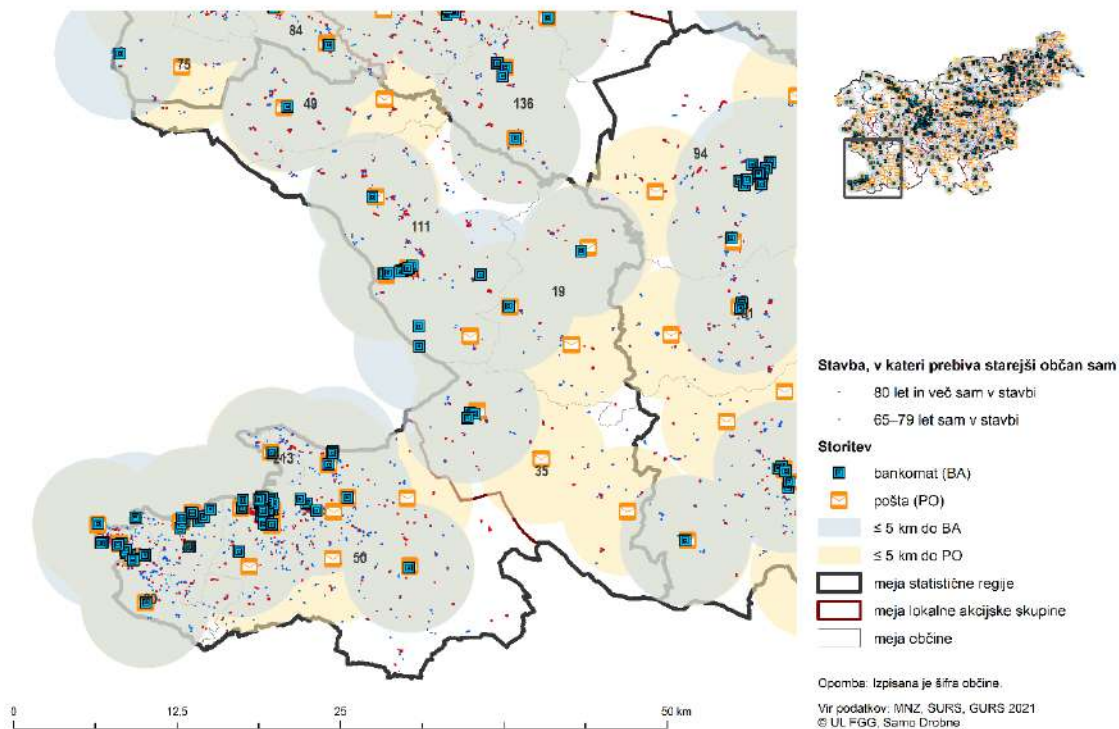 84
75
49
136
94
111
19
35
213
50
90
Stavba, v kateri prebiva starejši občan sam
80 let in več sam v stavbi
65–79 let sam v stavbi
Storitev
bankomat (BA)
pošta (PO)
≤ 5 km do BA
≤ 5 km do PO
meja statistične regije
meja lokalne akcijske skupine
meja občine
Opomba: Izpisana je šifra občine.
Vir podatkov: MNZ, SURS, GURS 2021
© UL FGG, Samo Drobne
0 12,5 25 50 km